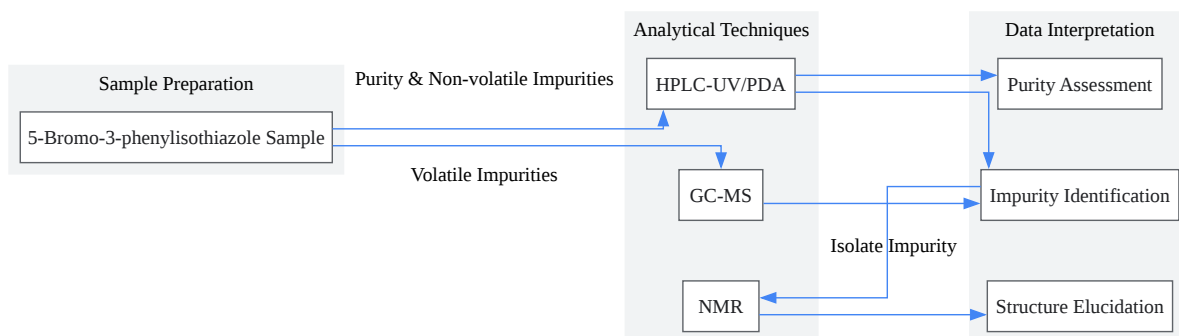 Sample Preparation
5-Bromo-3-phenylisothiazole Sample
Purity & Non-volatile Impurities
Volatile Impurities
Analytical Techniques
HPLC-UV/PDA
GC-MS
NMR
Isolate Impurity
Data Interpretation
Purity Assessment
Impurity Identification
Structure Elucidation